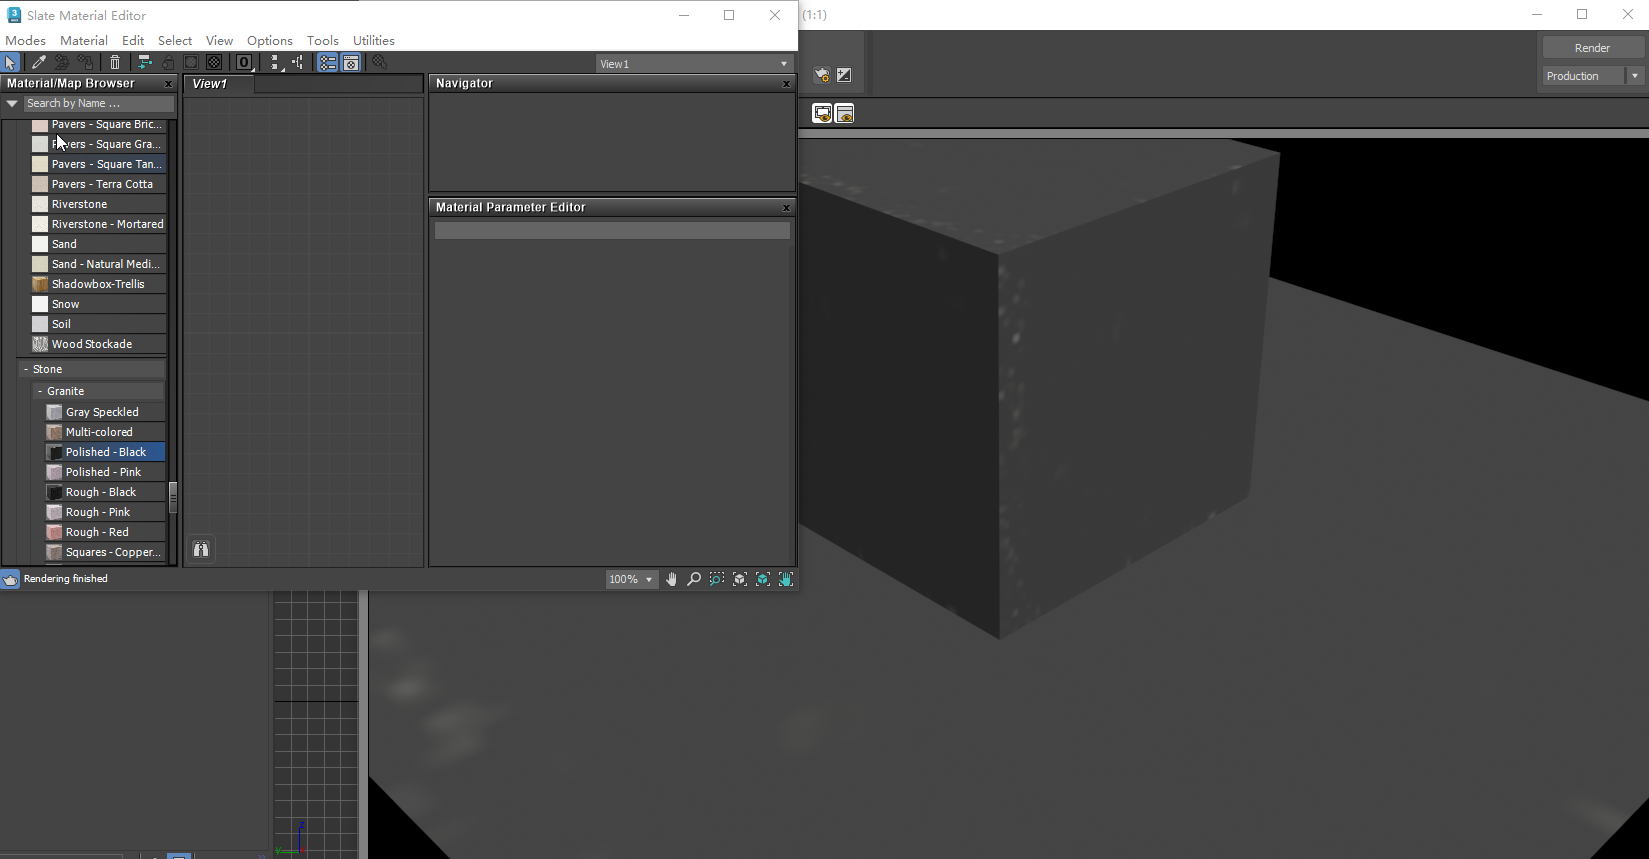 3
Slate Material Editor
(1:1)
Modes Material Edit Select View Options Tools Utilities
0
View1
Render
Production
Material/Map Browser x
View1
Navigator x
Search by Name ...
Pavers - Square Bric...
Pavers - Square Gra...
Pavers - Square Tan...
Pavers - Terra Cotta
Riverstone
Riverstone - Mortared
Sand
Sand - Natural Medi...
Shadowbox-Trellis
Snow
Soil
Wood Stockade
- Stone
- Granite
Gray Speckled
Multi-colored
Polished - Black
Polished - Pink
Rough - Black
Rough - Pink
Rough - Red
Squares - Copper...
Material Parameter Editor x
Rendering finished
100%
z
y